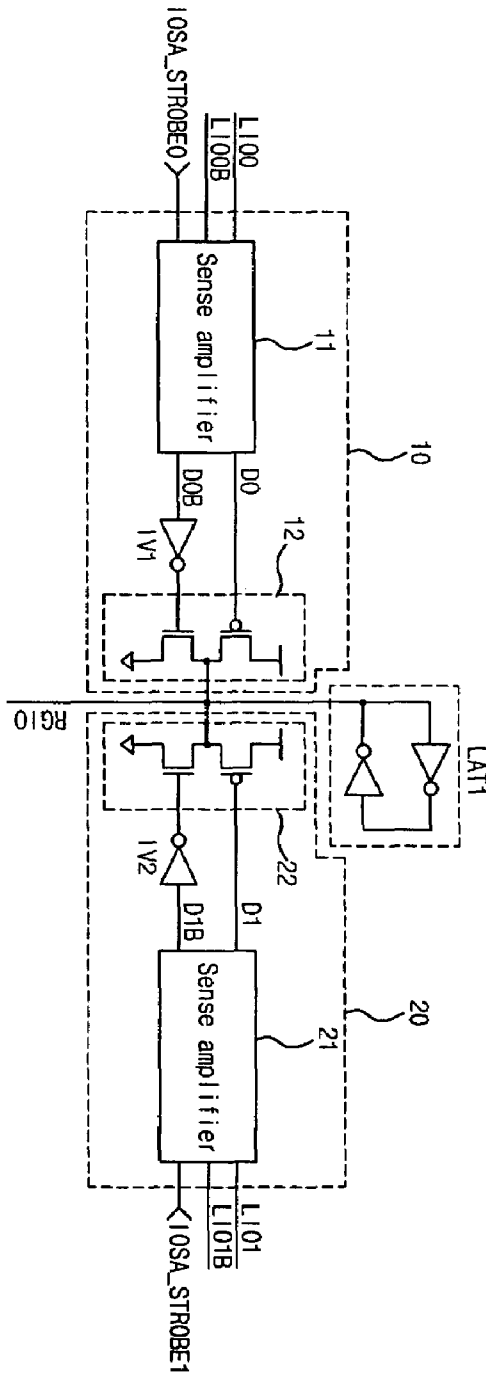 LAT1
10
20
11
12
22
21
LIO0
LIO0B
IOSA_STROBE0
Sense amplifier
D0
D0B
IV1
RGIO
IV2
D1
D1B
Sense amplifier
LIO1
LIO1B
IOSA_STROBE1